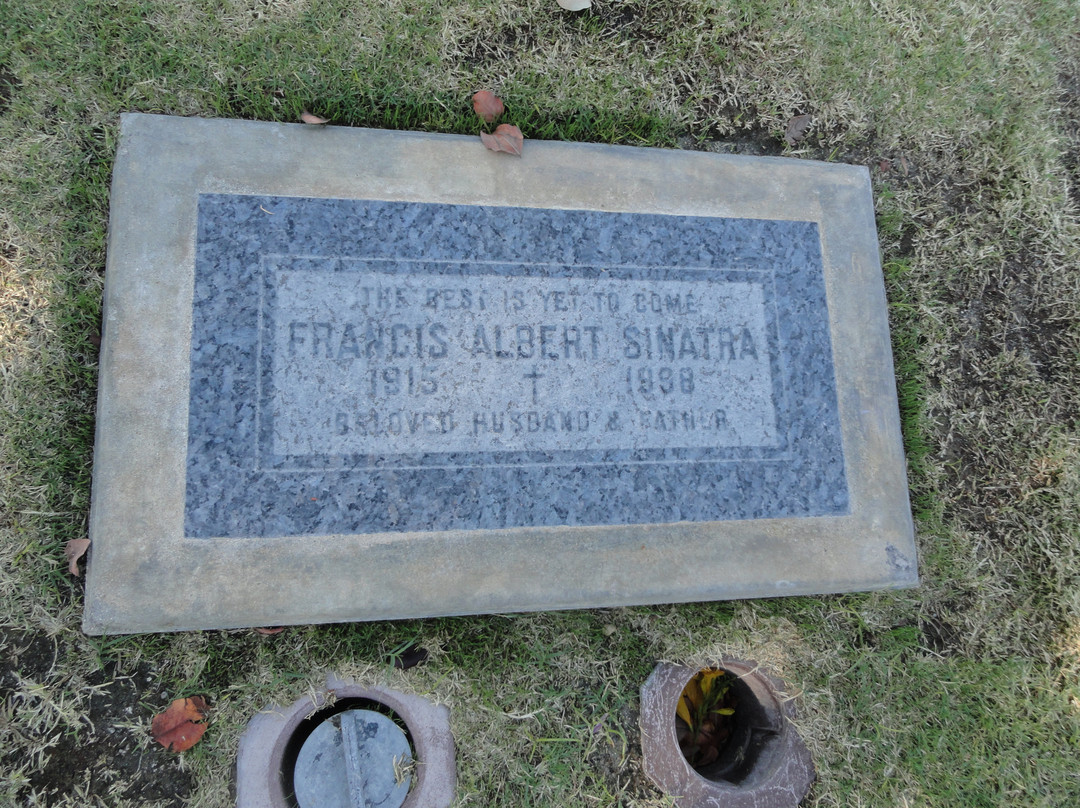 THE BEST IS YET TO COME
FRANCIS ALBERT SINATRA
1915 † 1998
BELOVED HUSBAND & FATHER